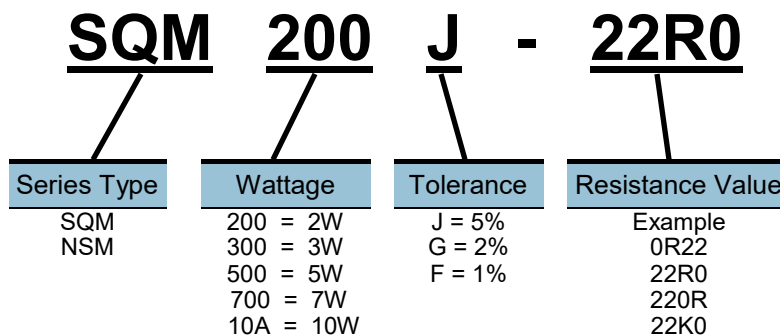 SQM 200 J - 22R0
Series Type Wattage Tolerance Resistance Value
SQM 200 = 2W J = 5% Example
NSM 300 = 3W G = 2% 0R22
500 = 5W F = 1% 22R0
700 = 7W 220R
10A = 10W 22K0